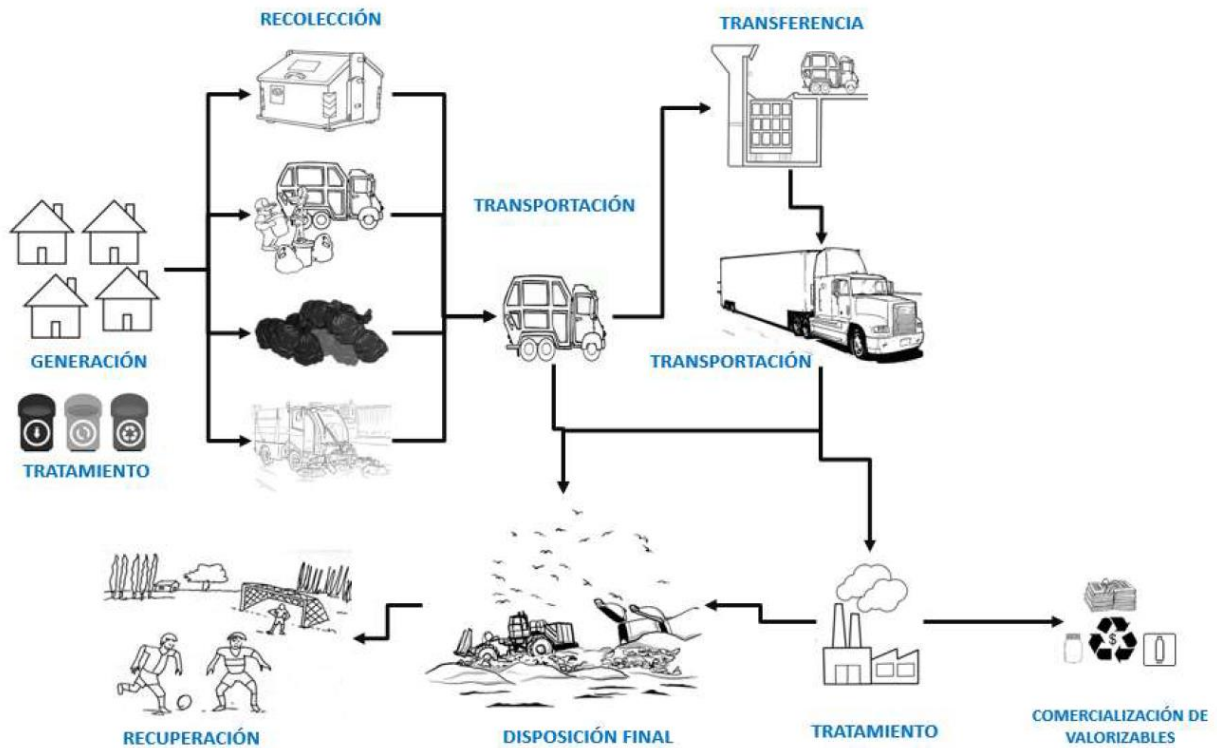 RECOLECCIÓN
TRANSFERENCIA
TRANSPORTACIÓN
GENERACIÓN
TRANSPORTACIÓN
TRATAMIENTO
$
RECUPERACIÓN
DISPOSICIÓN FINAL
TRATAMIENTO
COMERCIALIZACIÓN DE
VALORIZABLES